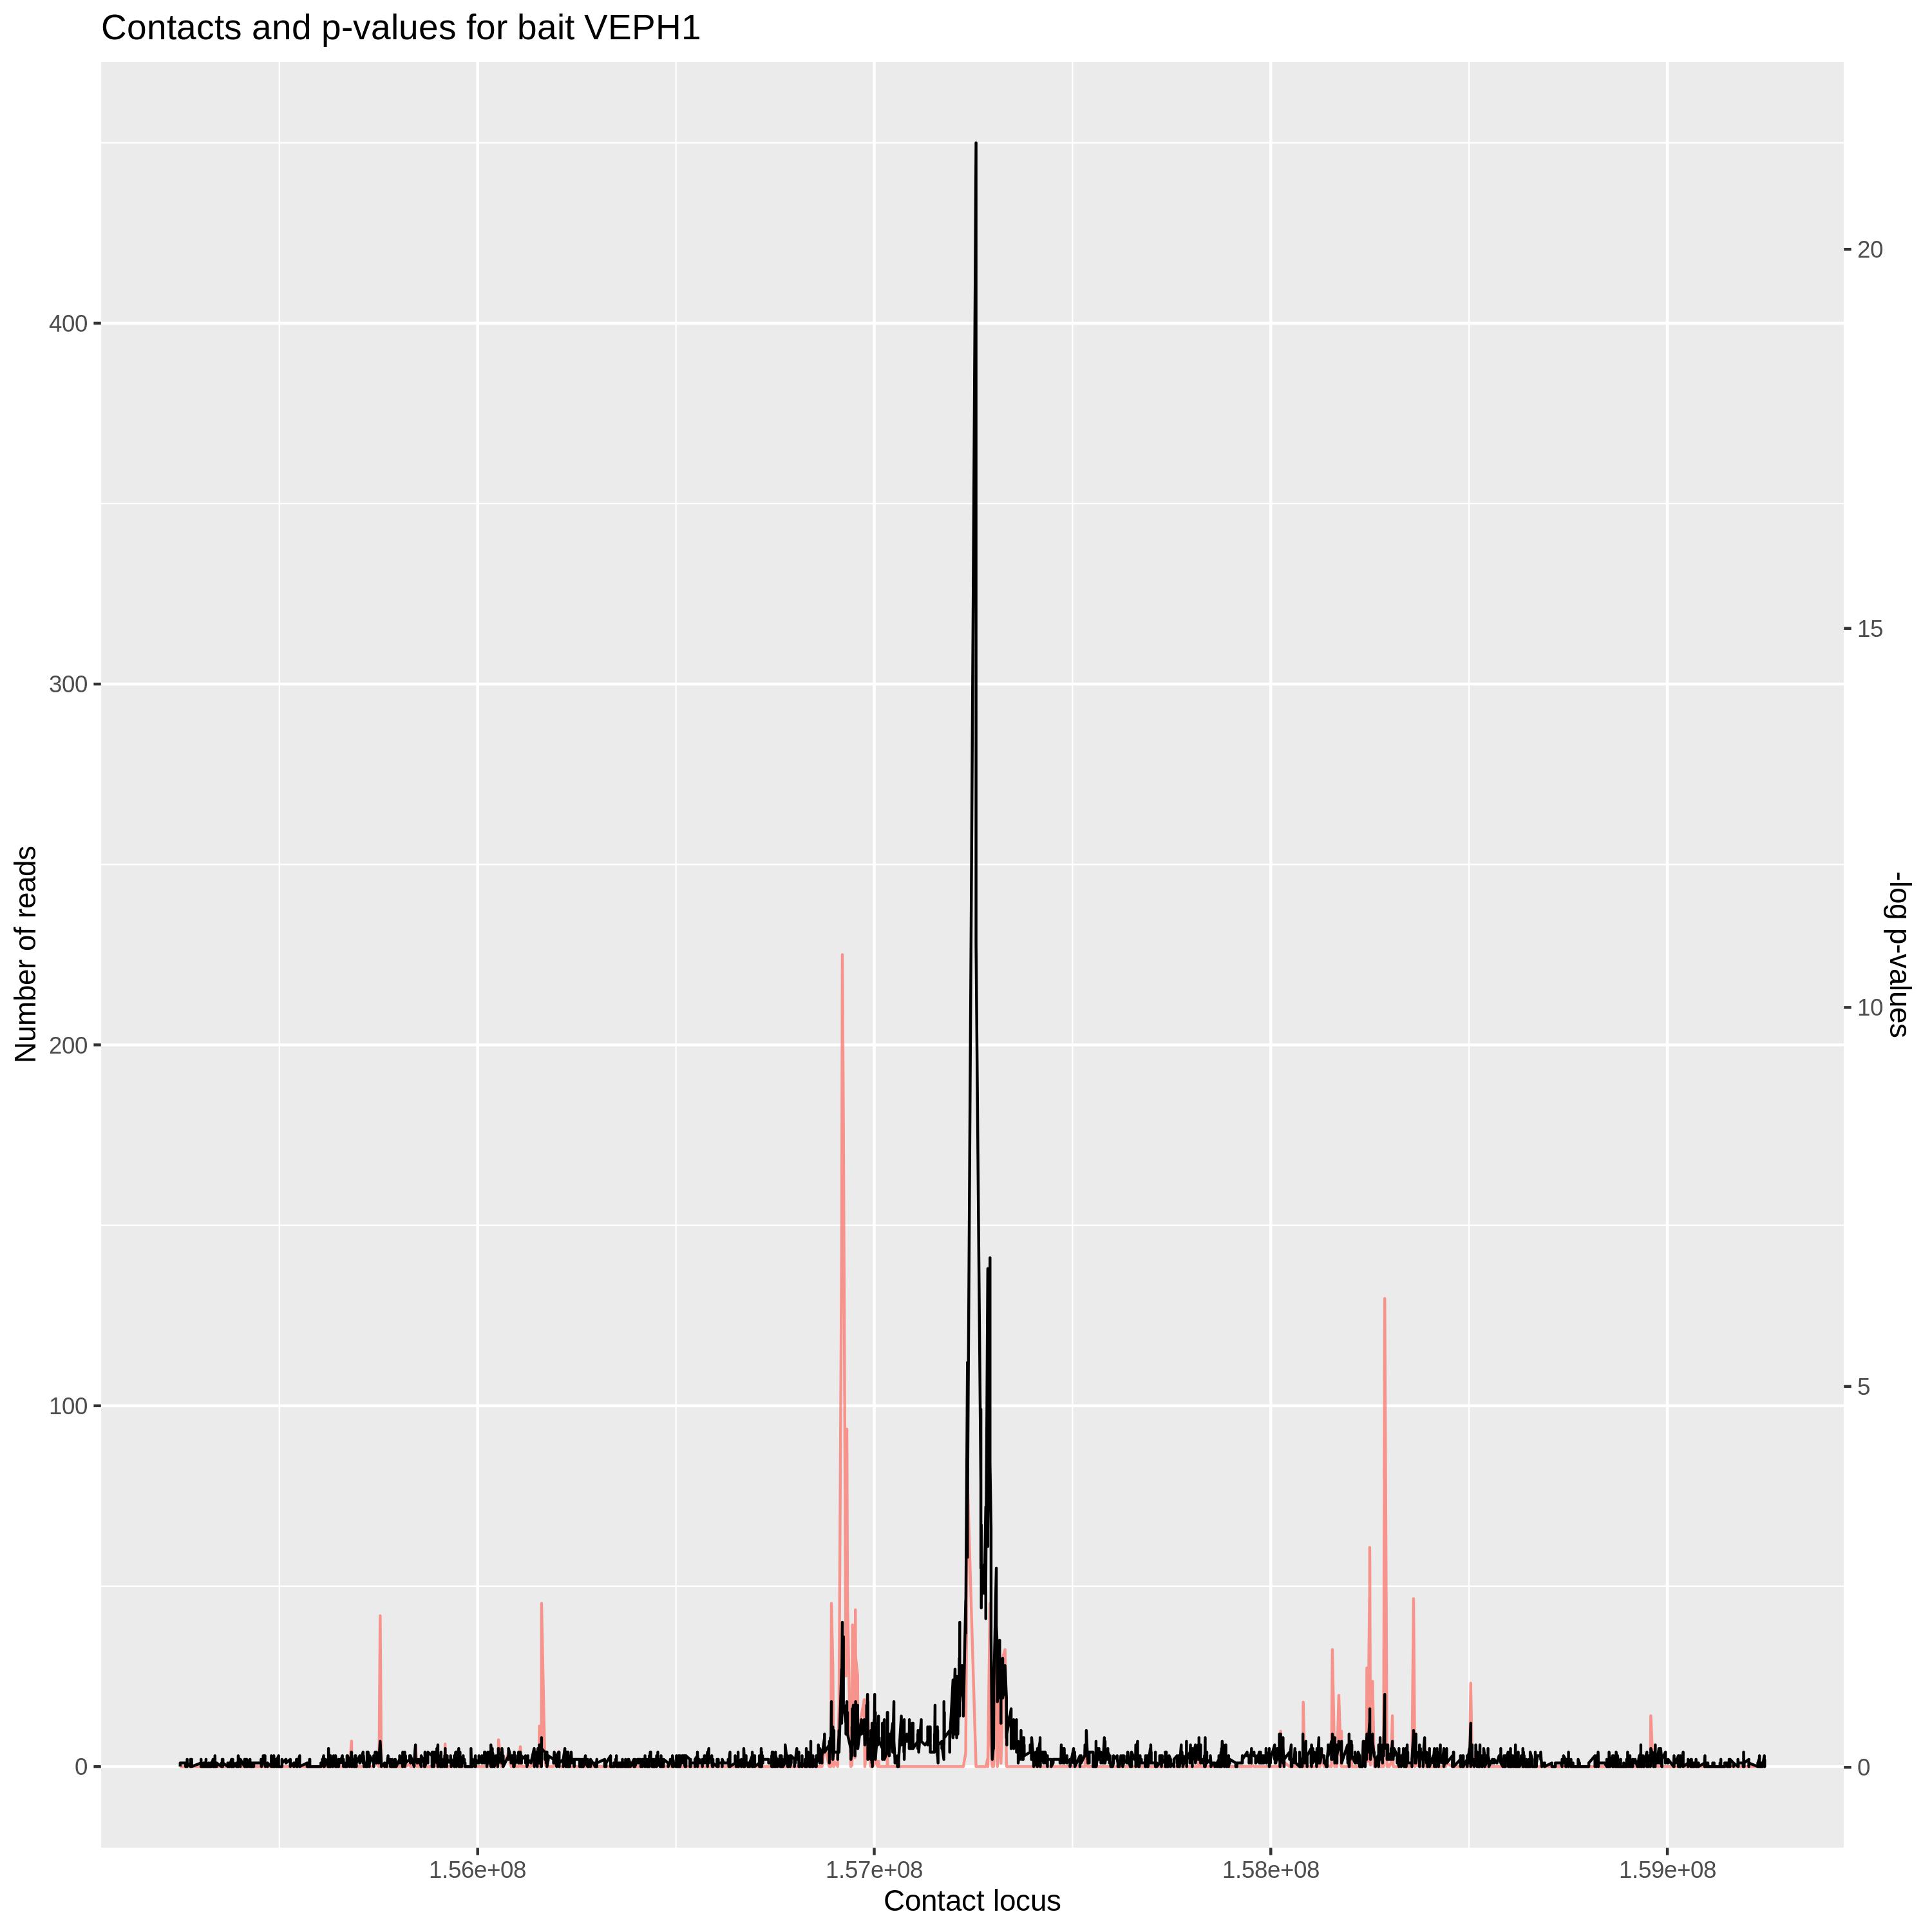 Contacts and p-values for bait VEPH1
Number of reads
400
300
200
100
0
20
15
10
5
0
-log p-values
1.56e+08 1.57e+08 1.58e+08 1.59e+08
Contact locus